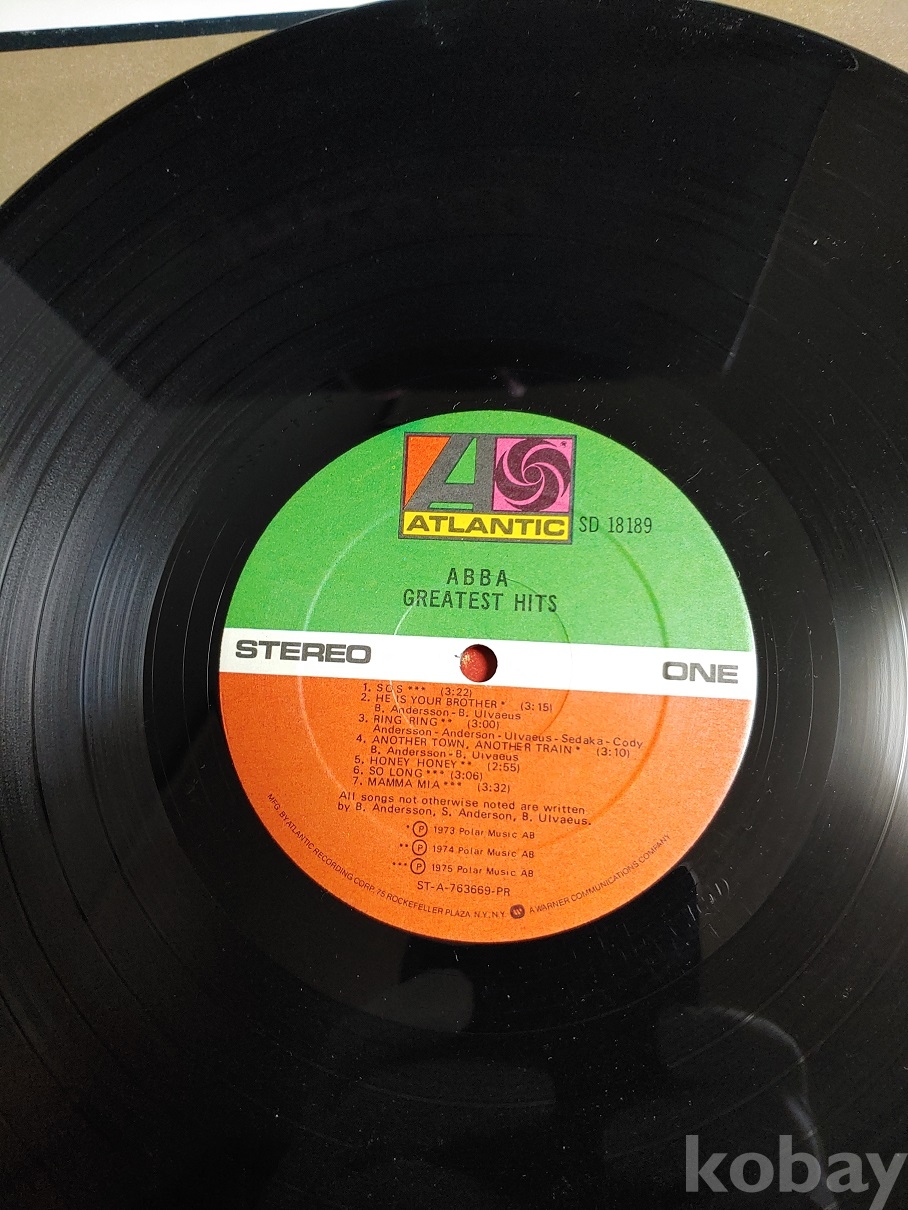 ATLANTIC
SD 18189
ABBA
GREATEST HITS
STEREO
ONE
1. S O S *** (3:22)
2. HE IS YOUR BROTHER * (3:15)
B. Andersson - B. Ulvaeus
3. RING RING ** (3:00)
Andersson - Anderson - Ulvaeus - Sedaka - Cody
4. ANOTHER TOWN, ANOTHER TRAIN * (3:10)
B. Andersson - B. Ulvaeus
5. HONEY HONEY ** (2:55)
6. SO LONG *** (3:06)
7. MAMMA MIA *** (3:32)
All songs not otherwise noted are written
by B. Andersson, S. Anderson, B. Ulvaeus.
* Ⓟ 1973 Polar Music AB
** Ⓟ 1974 Polar Music AB
*** Ⓟ 1975 Polar Music AB
ST-A-763669-PR
MFG BY ATLANTIC RECORDING CORP., 75 ROCKEFELLER PLAZA, N.Y., N.Y. A WARNER COMMUNICATIONS COMPANY
kobay